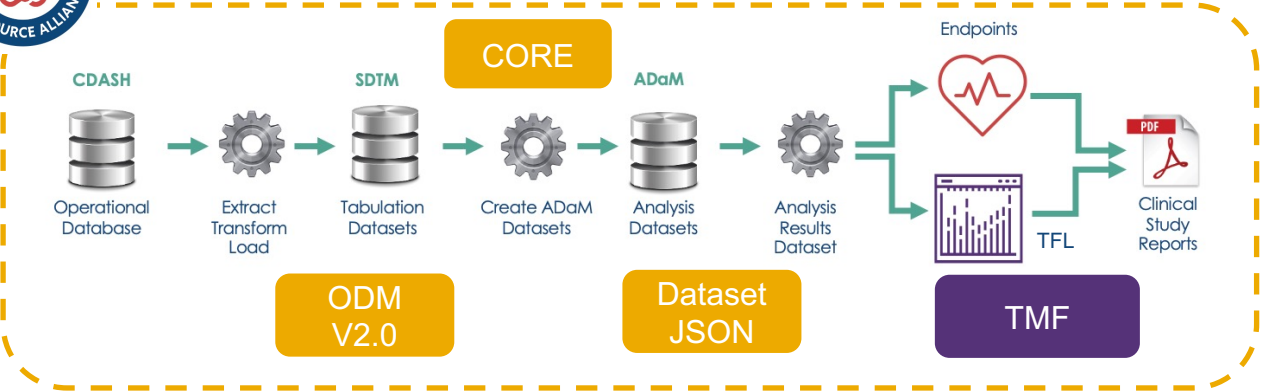 OURCE ALLIAN
CORE
Endpoints
CDASH
SDTM
ADaM
PDF
Operational
Database
Extract
Transform
Load
Tabulation
Datasets
Create ADaM
Datasets
Analysis
Datasets
Analysis
Results
Dataset
TFL
Clinical
Study
Reports
ODM
V2.0
Dataset
JSON
TMF